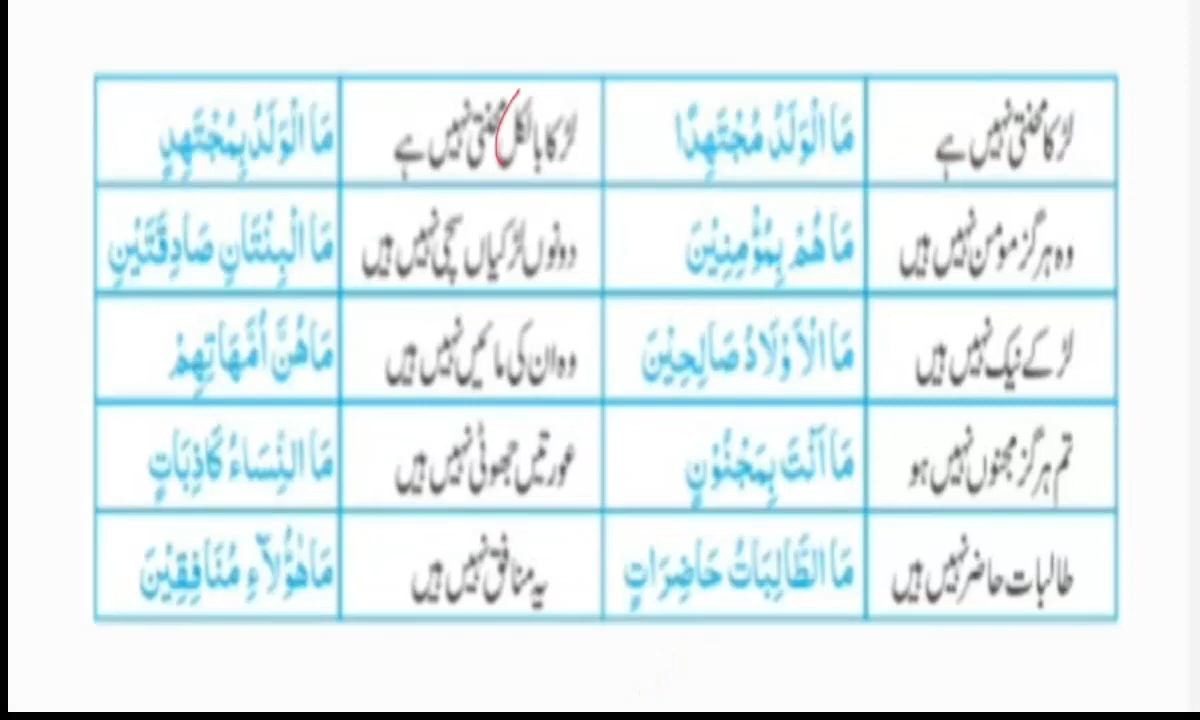 لڑکا محنتی نہیں ہے مَا الْوَلَدُ مُجْتَهِدًا لڑکا بالکل محنتی نہیں ہے مَا الْوَلَدُ بِمُجْتَهِدٍ
وہ ہرگز مومن نہیں ہیں مَا هُمْ بِمُؤْمِنِيْنَ دونوں لڑکیاں سچی نہیں ہیں مَا الْبِنْتَانِ صَادِقَتَيْنِ
لڑکے نیک نہیں ہیں مَا الْاَوْلَادُ صَالِحِيْنَ وہ ان کی مائیں نہیں ہیں مَا هُنَّ اُمَّهَاتِهِمْ
تم ہرگز مجنوں نہیں ہو مَا اَنْتَ بِمَجْنُوْنٍ عورتیں جھوٹی نہیں ہیں مَا النِّسَاءُ كَاذِبَاتٍ
طالبات حاضر نہیں ہیں مَا الطَّالِبَاتُ حَاضِرَاتٍ یہ منافق نہیں ہیں مَا هٰؤُلَآءِ مُنَافِقِيْنَ